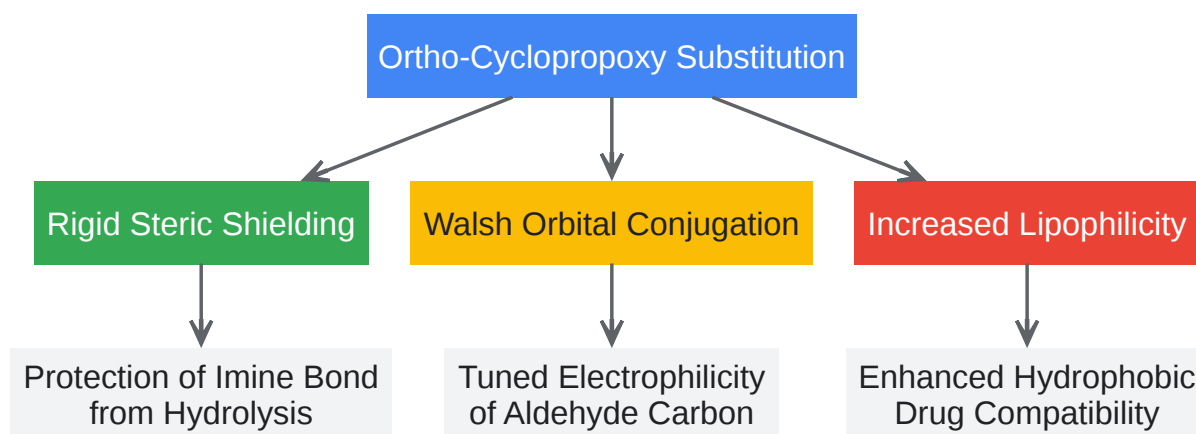 Ortho-Cyclopropoxy Substitution
Rigid Steric Shielding
Walsh Orbital Conjugation
Increased Lipophilicity
Protection of Imine Bond
from Hydrolysis
Tuned Electrophilicity
of Aldehyde Carbon
Enhanced Hydrophobic
Drug Compatibility